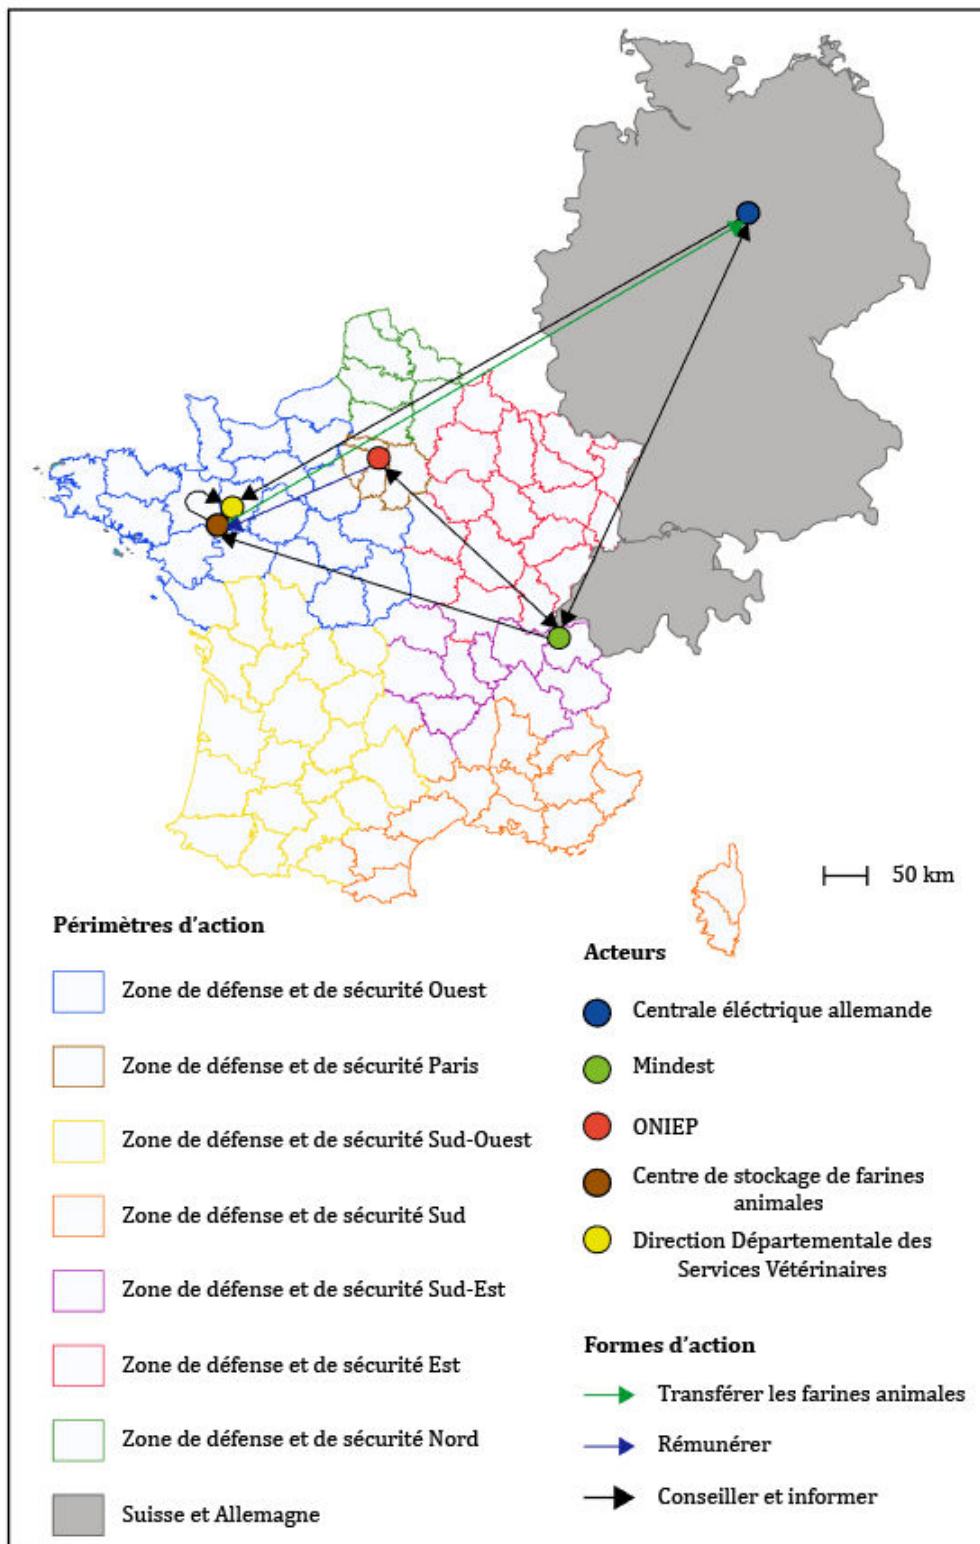 50 km
Périmètres d'action
Zone de défense et de sécurité Ouest
Zone de défense et de sécurité Paris
Zone de défense et de sécurité Sud-Ouest
Zone de défense et de sécurité Sud
Zone de défense et de sécurité Sud-Est
Zone de défense et de sécurité Est
Zone de défense et de sécurité Nord
Suisse et Allemagne
Acteurs
Centrale éléctrique allemande
Mindest
ONIEP
Centre de stockage de farines
animales
Direction Départementale des
Services Vétérinaires
Formes d'action
Transférer les farines animales
Rémunérer
Conseiller et informer